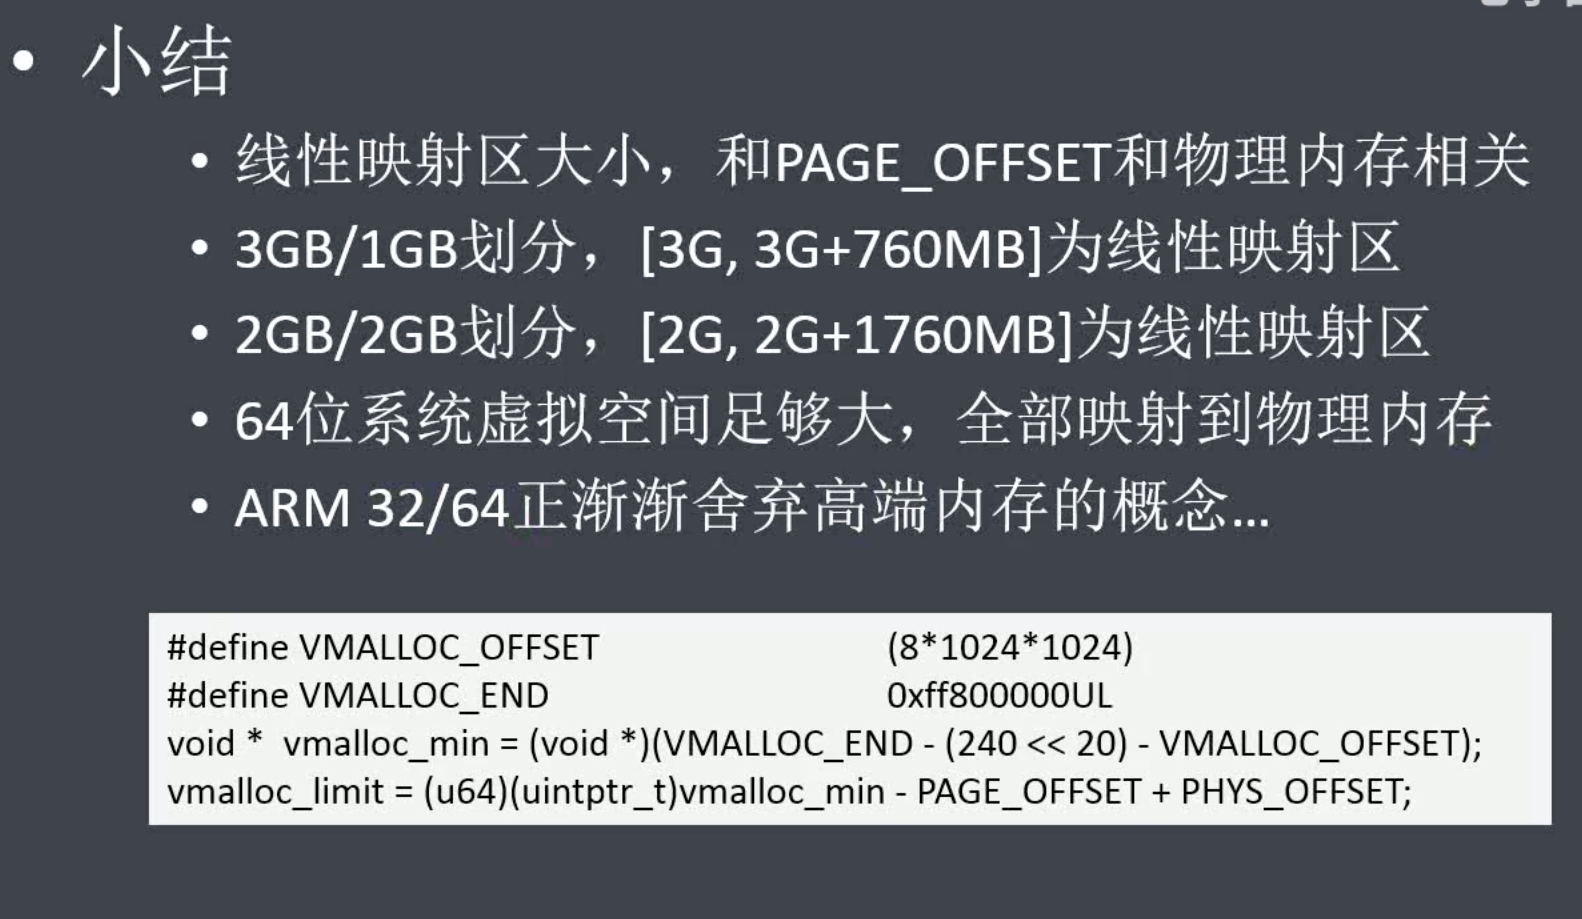 • 小结
• 线性映射区大小，和PAGE_OFFSET和物理内存相关
• 3GB/1GB划分，[3G, 3G+760MB]为线性映射区
• 2GB/2GB划分，[2G, 2G+1760MB]为线性映射区
• 64位系统虚拟空间足够大，全部映射到物理内存
• ARM 32/64正渐渐舍弃高端内存的概念...
#define VMALLOC_OFFSET (8*1024*1024)
#define VMALLOC_END 0xff800000UL
void * vmalloc_min = (void *)(VMALLOC_END - (240 << 20) - VMALLOC_OFFSET);
vmalloc_limit = (u64)(uintptr_t)vmalloc_min - PAGE_OFFSET + PHYS_OFFSET;